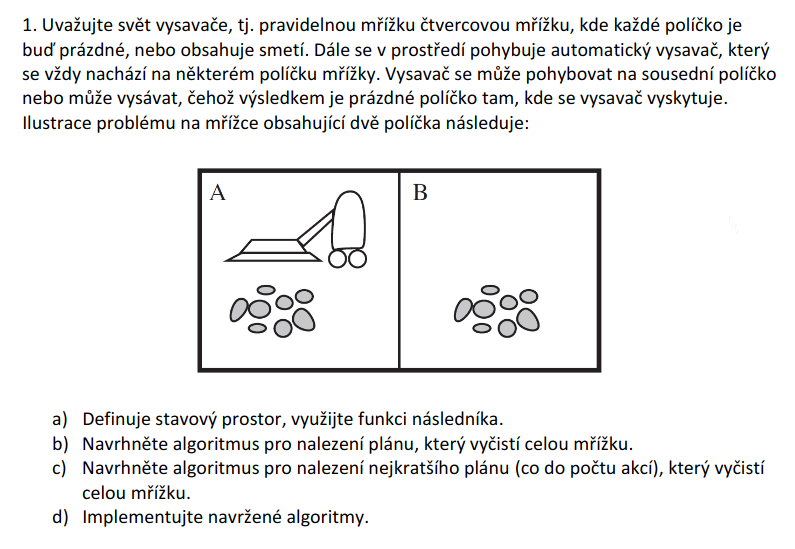 1. Uvažujte svět vysavače, tj. pravidelnou mřížku čtvercovou mřížku, kde každé políčko je
buď prázdné, nebo obsahuje smetí. Dále se v prostředí pohybuje automatický vysavač, který
se vždy nachází na některém políčku mřížky. Vysavač se může pohybovat na sousední políčko
nebo může vysávat, čehož výsledkem je prázdné políčko tam, kde se vysavač vyskytuje.
Ilustrace problému na mřížce obsahující dvě políčka následuje:
A
B
a) Definuje stavový prostor, využijte funkci následníka.
b) Navrhněte algoritmus pro nalezení plánu, který vyčistí celou mřížku.
c) Navrhněte algoritmus pro nalezení nejkratšího plánu (co do počtu akcí), který vyčistí
celou mřížku.
d) Implementujte navržené algoritmy.